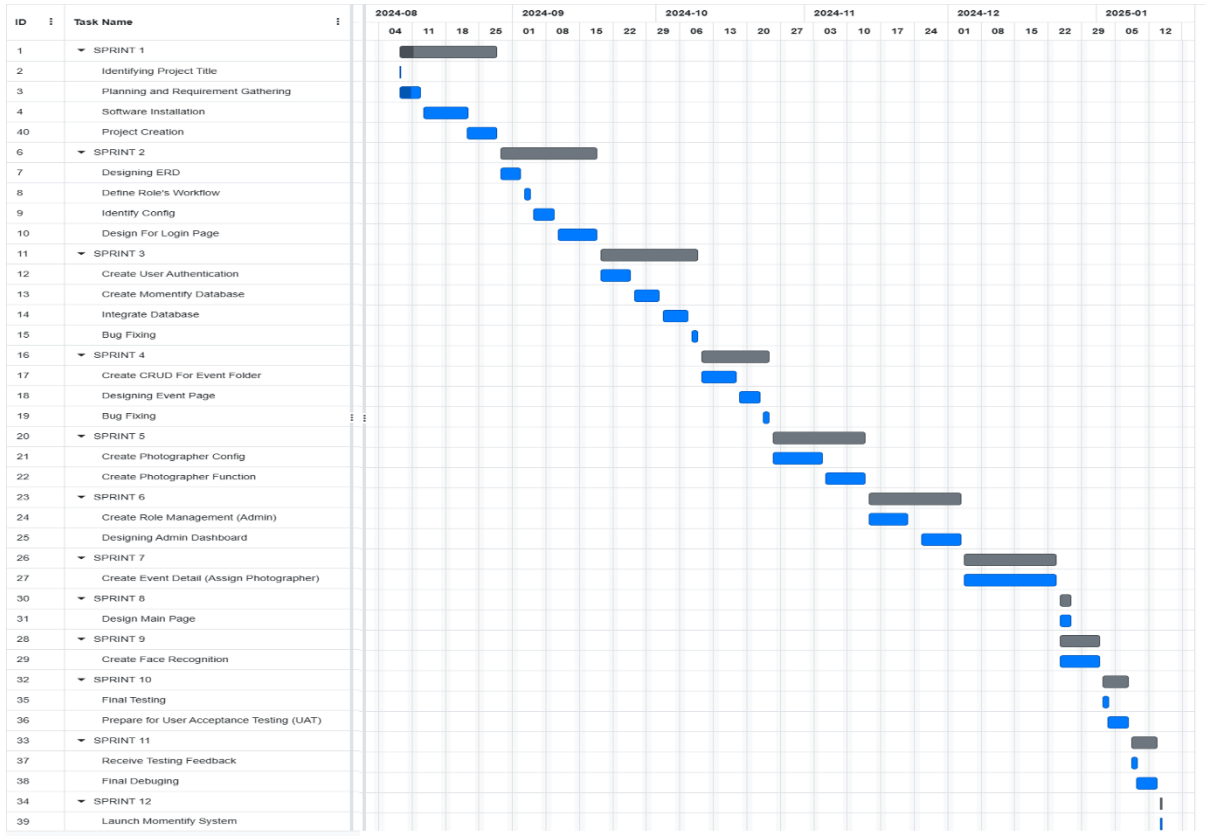 ID Task Name 2024-08 2024-09 2024-10 2024-11 2024-12 2025-01
04 11 18 25 01 08 15 22 29 06 13 20 27 03 10 17 24 01 08 15 22 29 05 12
1 SPRINT 1
2 Identifying Project Title
3 Planning and Requirement Gathering
4 Software Installation
40 Project Creation
6 SPRINT 2
7 Designing ERD
8 Define Role's Workflow
9 Identify Config
10 Design For Login Page
11 SPRINT 3
12 Create User Authentication
13 Create Momentify Database
14 Integrate Database
15 Bug Fixing
16 SPRINT 4
17 Create CRUD For Event Folder
18 Designing Event Page
19 Bug Fixing
20 SPRINT 5
21 Create Photographer Config
22 Create Photographer Function
23 SPRINT 6
24 Create Role Management (Admin)
25 Designing Admin Dashboard
26 SPRINT 7
27 Create Event Detail (Assign Photographer)
30 SPRINT 8
31 Design Main Page
28 SPRINT 9
29 Create Face Recognition
32 SPRINT 10
35 Final Testing
36 Prepare for User Acceptance Testing (UAT)
33 SPRINT 11
37 Receive Testing Feedback
38 Final Debuging
34 SPRINT 12
39 Launch Momentify System